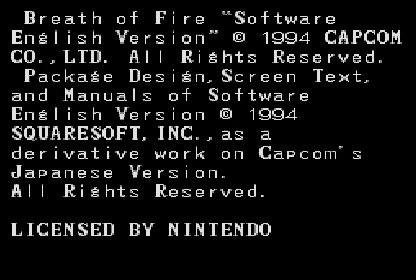 Breath of Fire "Software
English Version" © 1994 CAPCOM
CO., LTD. All Rights Reserved.
Package Design, Screen Text,
and Manuals of Software
English Version © 1994
SQUARESOFT, INC., as a
derivative work on Capcom's
Japanese Version.
All Rights Reserved.
LICENSED BY NINTENDO